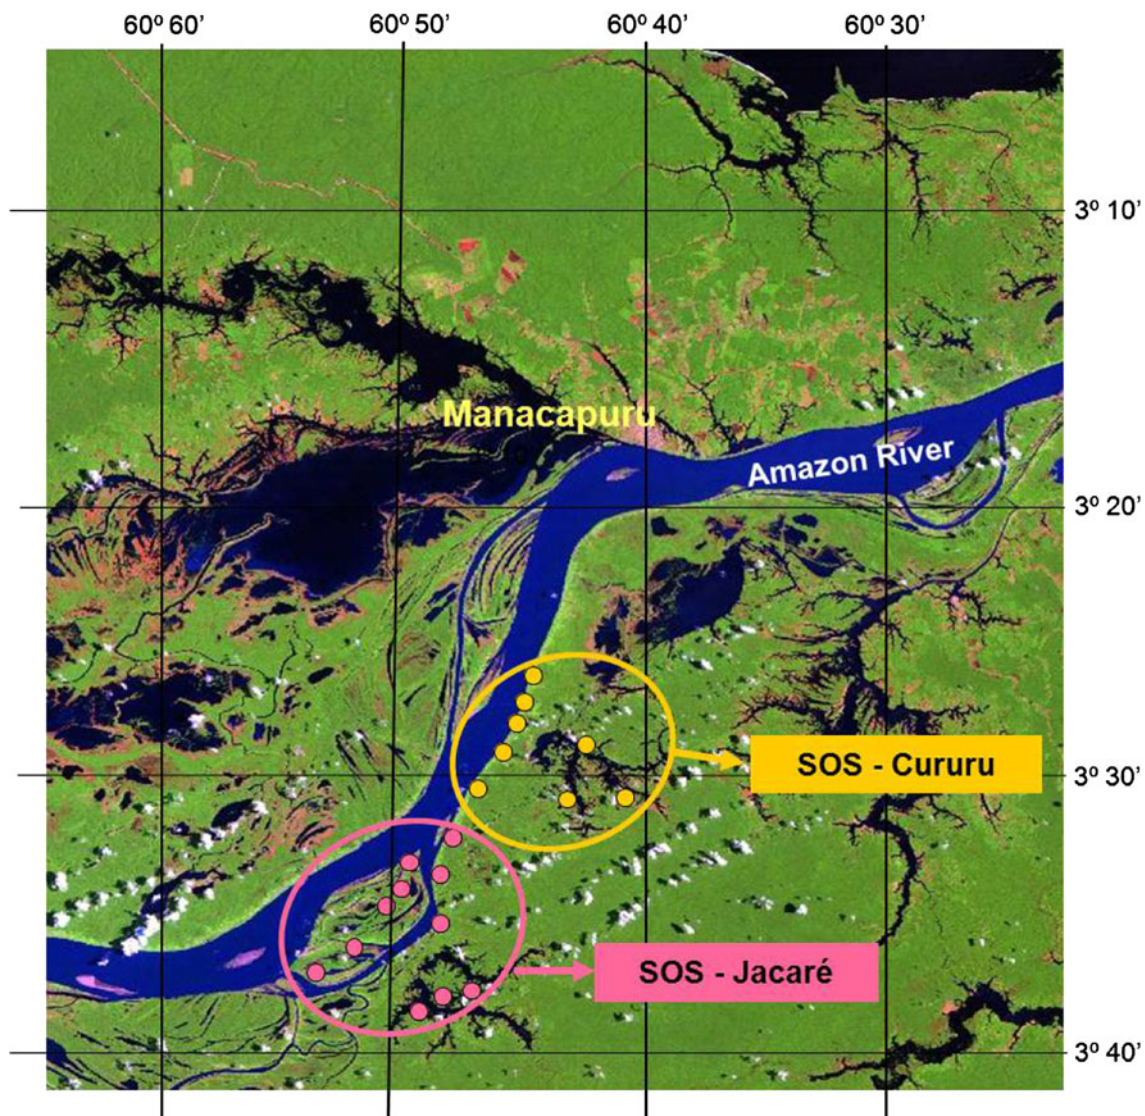 60º 60’ 60º 50’ 60º 40’ 60º 30’
3º 10’
Manacapuru
Amazon River
3º 20’
SOS - Cururu
3º 30’
SOS - Jacaré
3º 40’